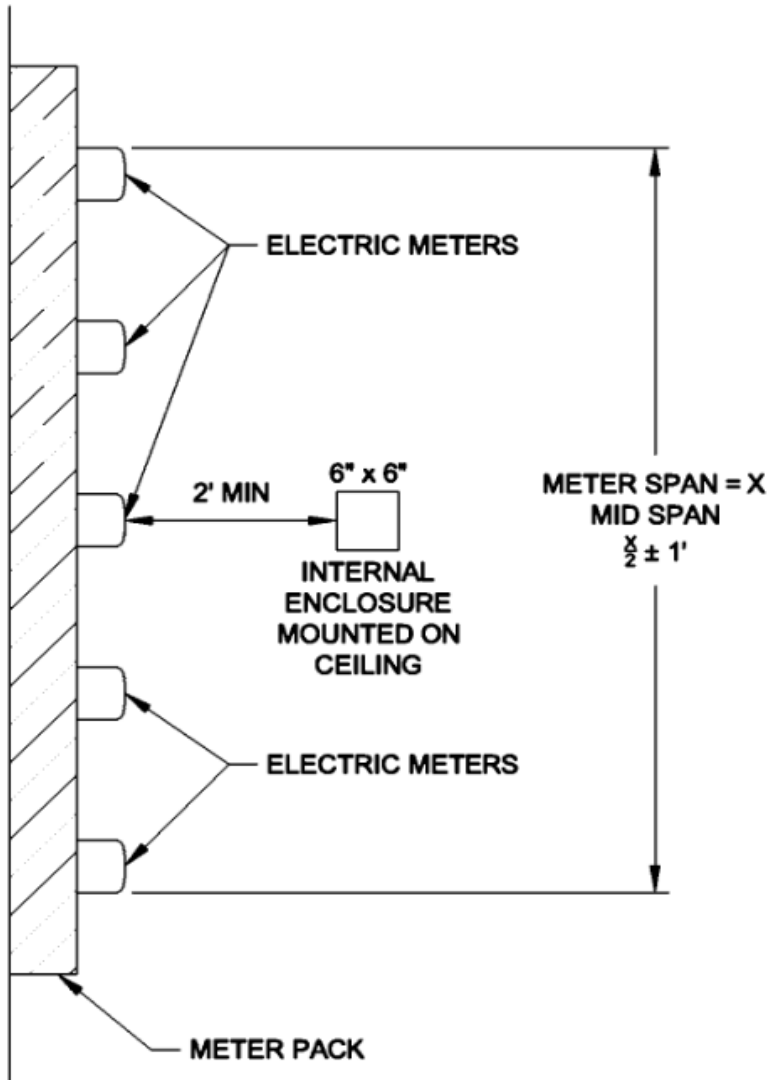 ELECTRIC METERS
2' MIN
6" x 6"
INTERNAL
ENCLOSURE
MOUNTED ON
CEILING
METER SPAN = X
MID SPAN
X/2 ± 1'
ELECTRIC METERS
METER PACK